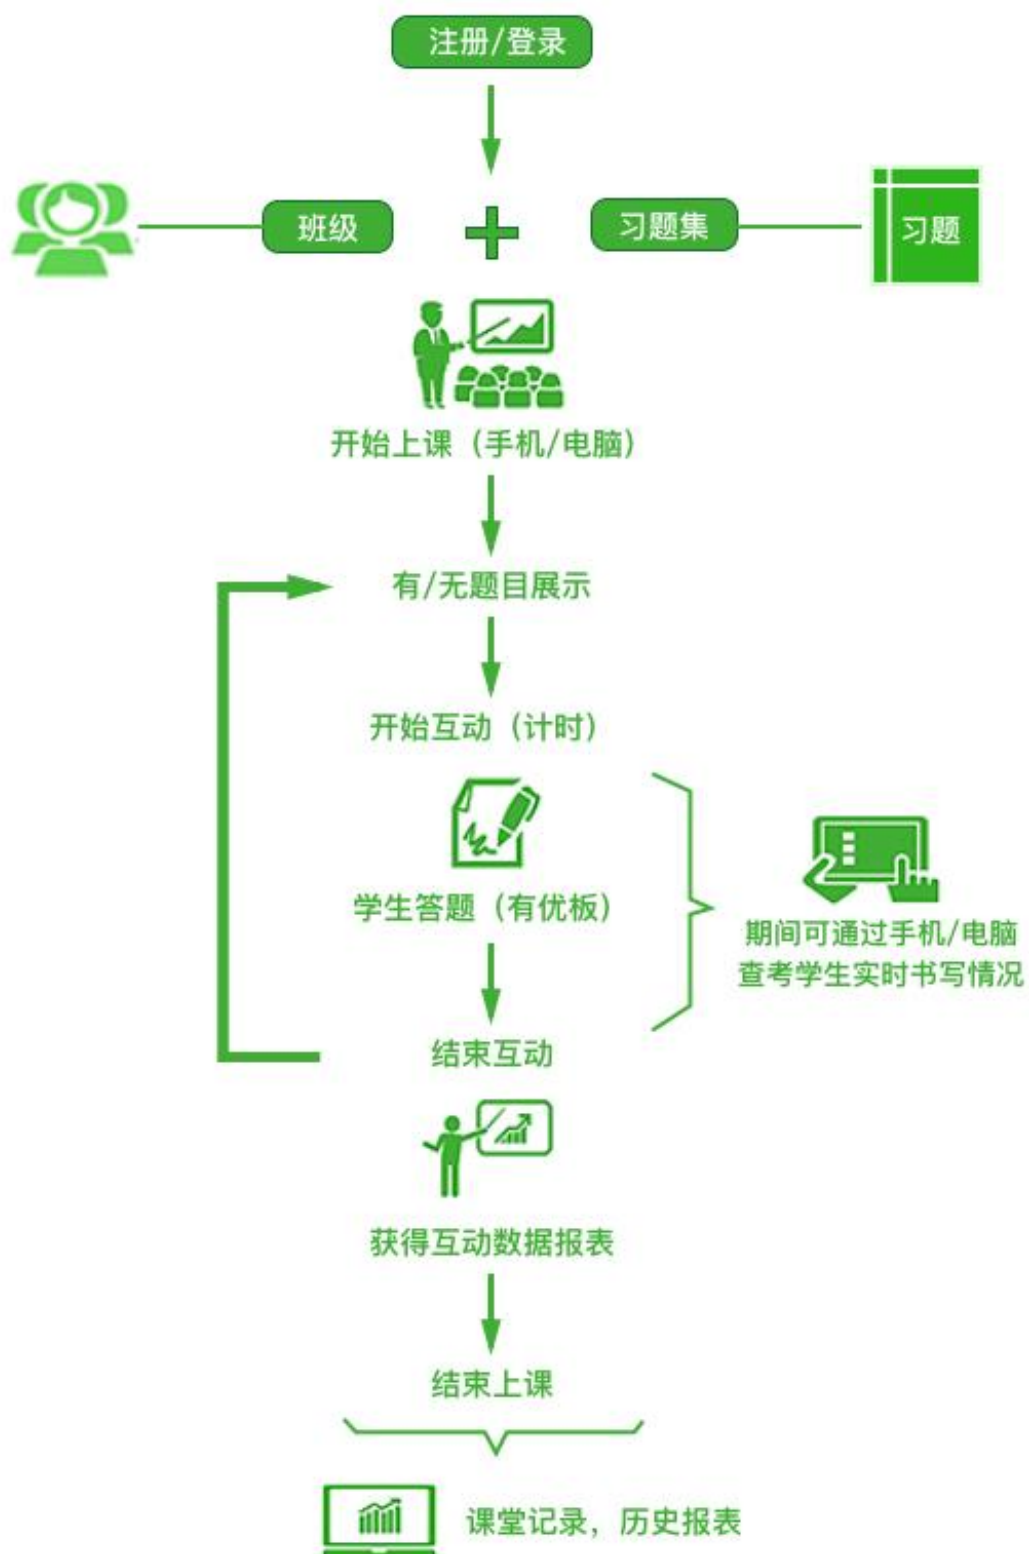 注册/登录
班级
习题集
习题
开始上课（手机/电脑）
有/无题目展示
开始互动（计时）
学生答题（有优板）
期间可通过手机/电脑
查考学生实时书写情况
结束互动
获得互动数据报表
结束上课
课堂记录，历史报表